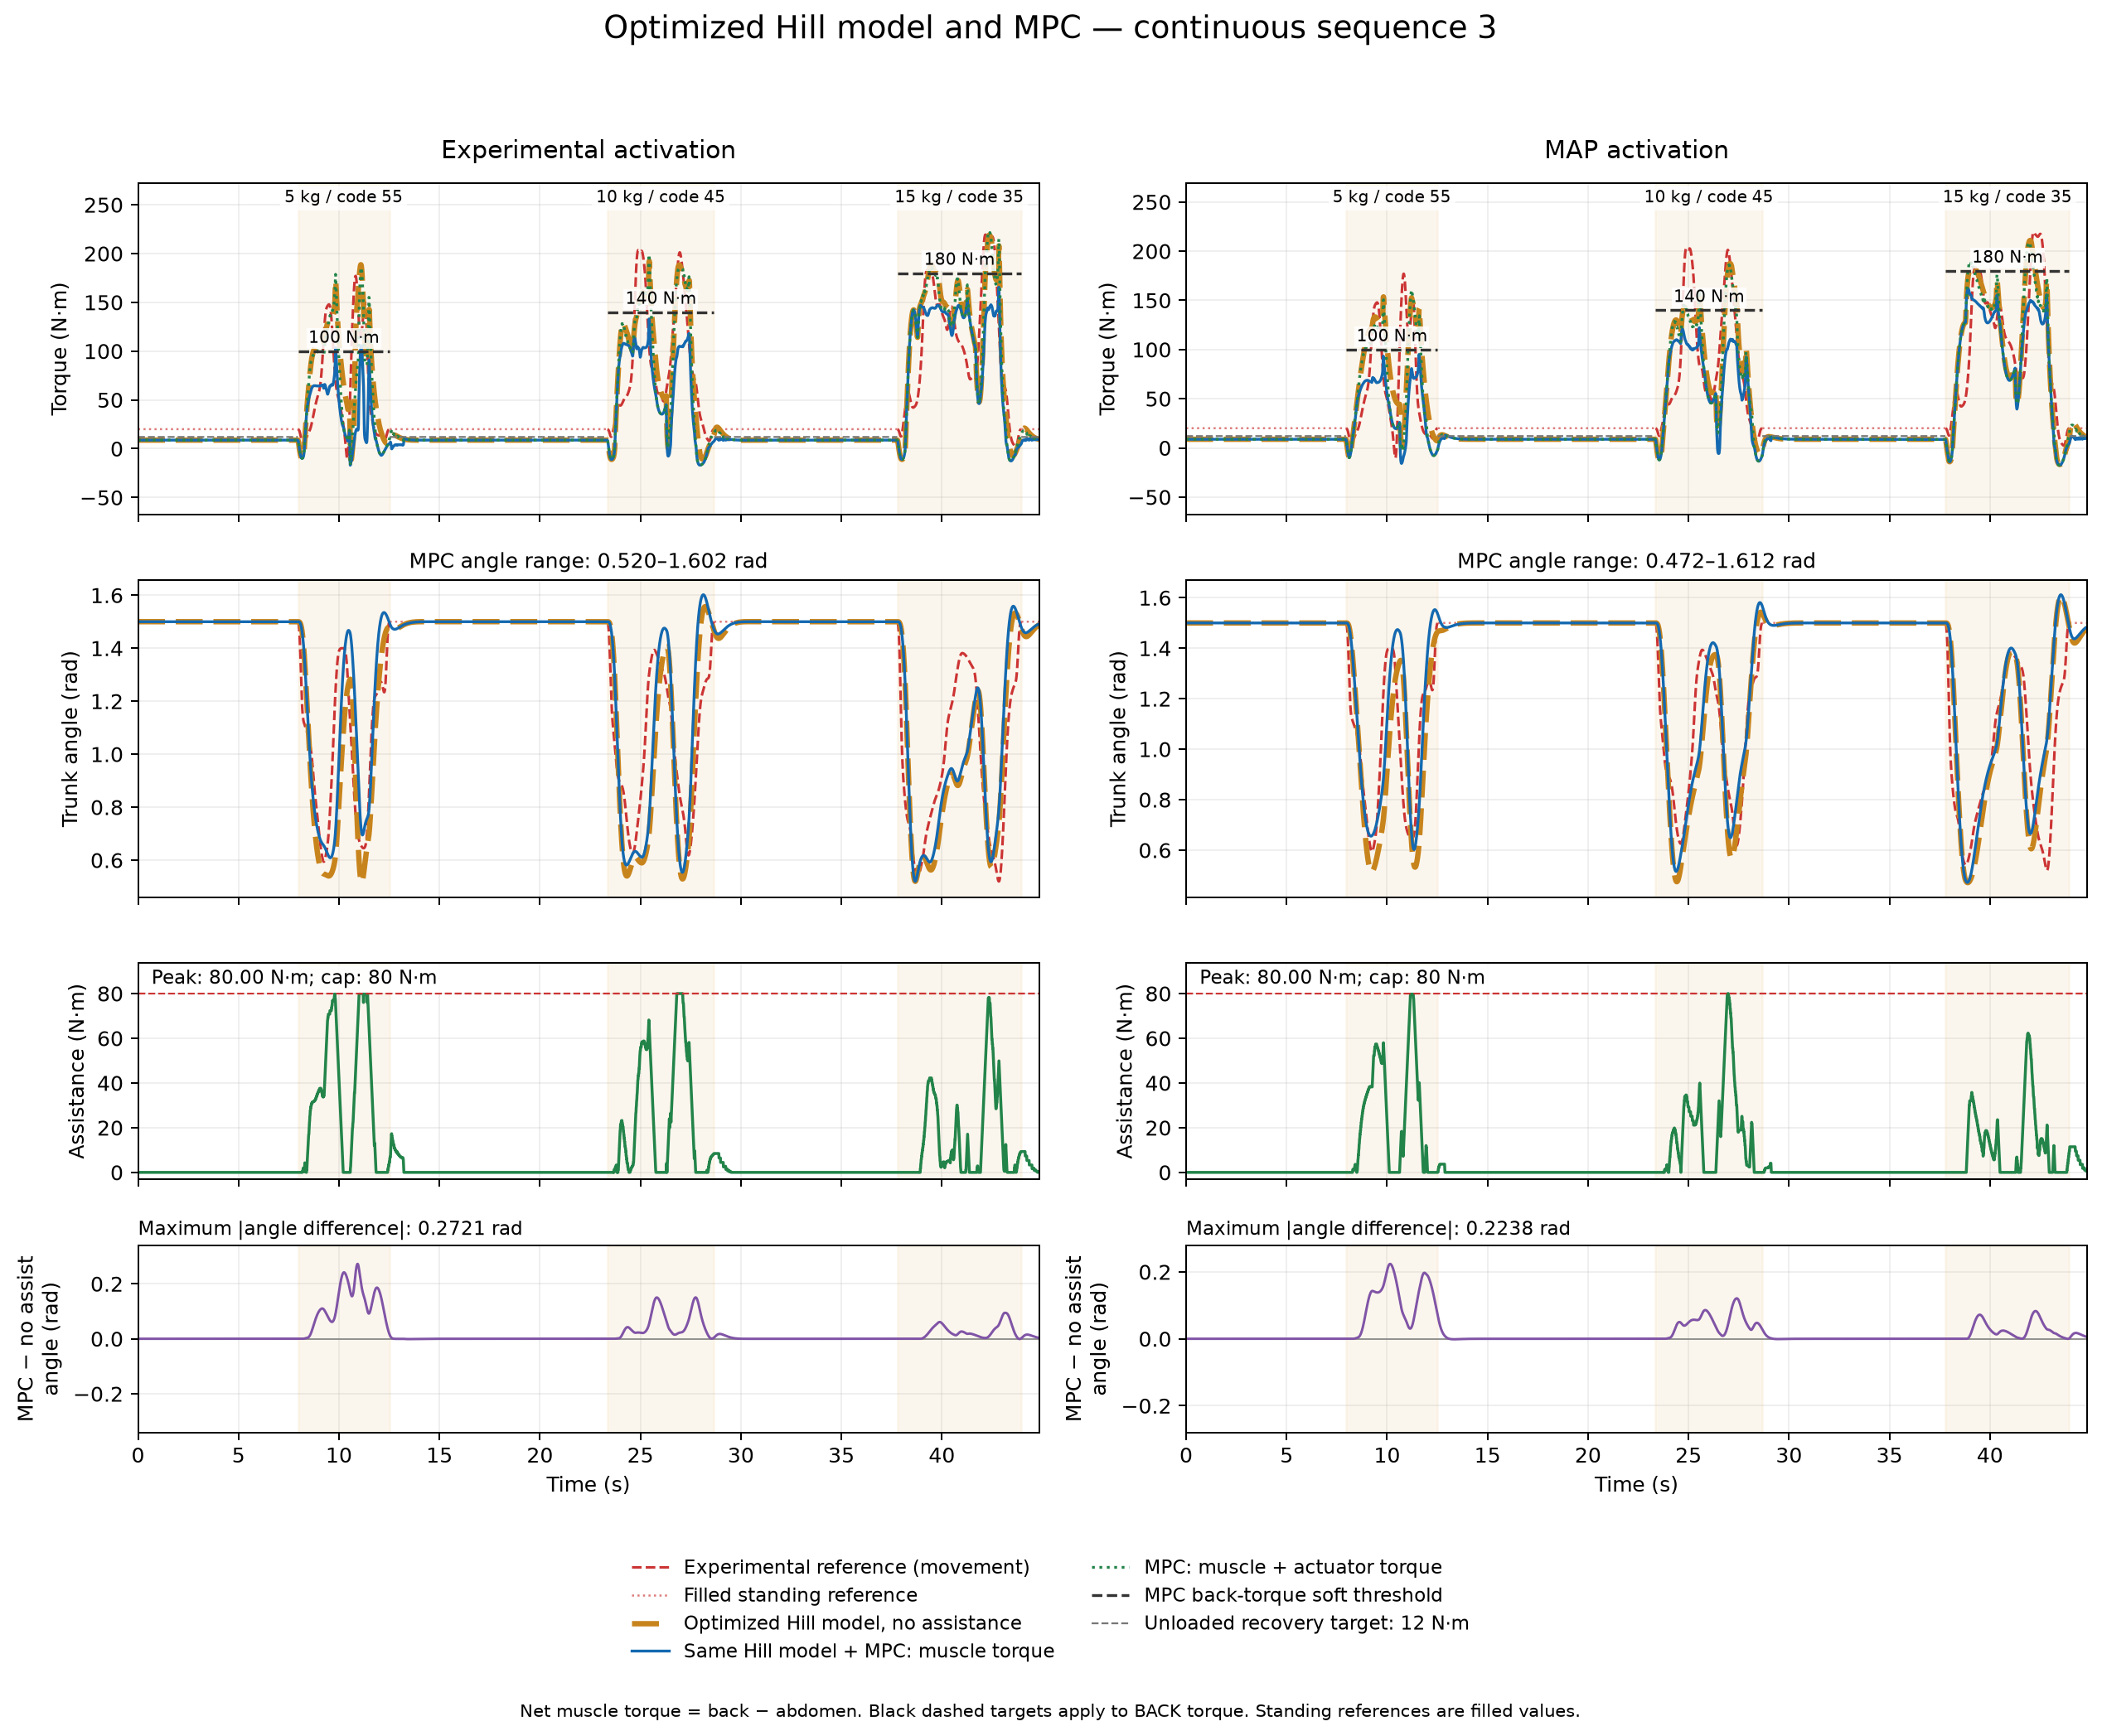 Optimized Hill model and MPC — continuous sequence 3
Experimental activation
MAP activation
5 kg / code 55
10 kg / code 45
15 kg / code 35
100 N·m
140 N·m
180 N·m
Torque (N·m)
250
200
150
100
50
0
−50
5 kg / code 55
10 kg / code 45
15 kg / code 35
100 N·m
140 N·m
180 N·m
Torque (N·m)
250
200
150
100
50
0
−50
MPC angle range: 0.520–1.602 rad
Trunk angle (rad)
1.6
1.4
1.2
1.0
0.8
0.6
MPC angle range: 0.472–1.612 rad
Trunk angle (rad)
1.6
1.4
1.2
1.0
0.8
0.6
Peak: 80.00 N·m; cap: 80 N·m
Assistance (N·m)
80
60
40
20
0
Peak: 80.00 N·m; cap: 80 N·m
Assistance (N·m)
80
60
40
20
0
Maximum |angle difference|: 0.2721 rad
MPC − no assist
angle (rad)
0.2
0.0
−0.2
0 5 10 15 20 25 30 35 40
Time (s)
Maximum |angle difference|: 0.2238 rad
MPC − no assist
angle (rad)
0.2
0.0
−0.2
0 5 10 15 20 25 30 35 40
Time (s)
Experimental reference (movement)
Filled standing reference
Optimized Hill model, no assistance
Same Hill model + MPC: muscle torque
MPC: muscle + actuator torque
MPC back-torque soft threshold
Unloaded recovery target: 12 N·m
Net muscle torque = back − abdomen. Black dashed targets apply to BACK torque. Standing references are filled values.